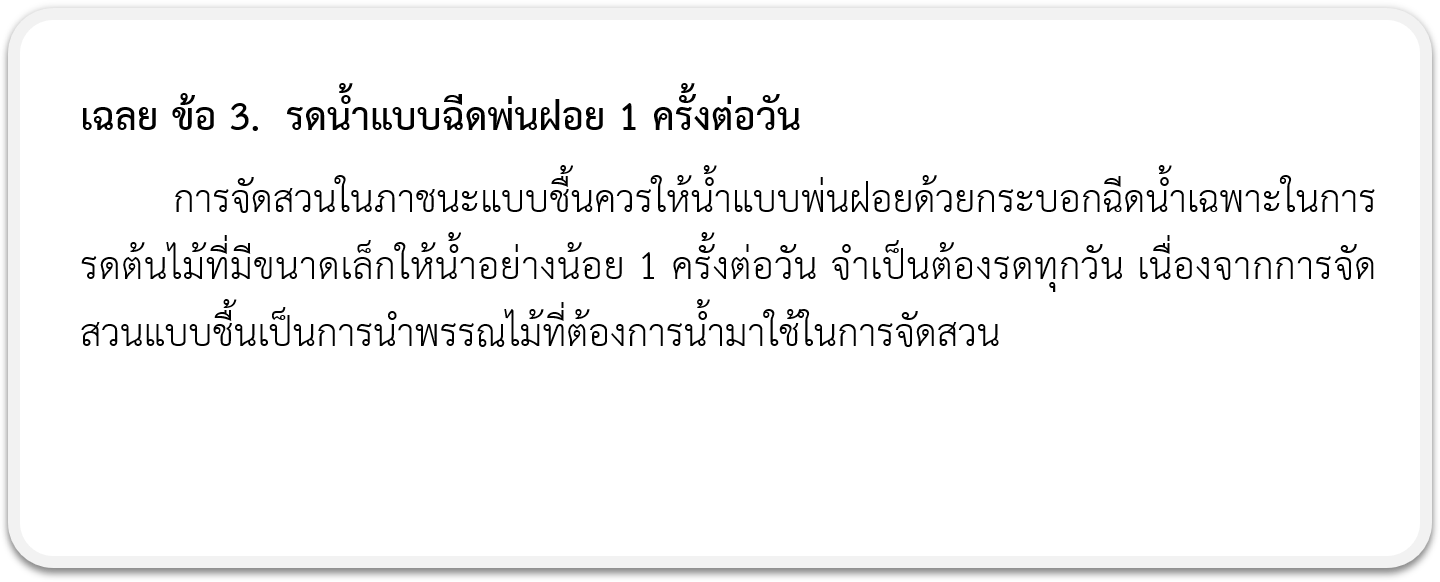 เฉลย ข้อ 3. รดน้ำแบบฉีดพ่นฝอย 1 ครั้งต่อวัน
การจัดสวนในภาชนะแบบชื้นควรให้น้ำแบบพ่นฝอยด้วยกระบอกฉีดน้ำเฉพาะในการ
รดต้นไม้ที่มีขนาดเล็กให้น้ำอย่างน้อย 1 ครั้งต่อวัน จำเป็นต้องรดทุกวัน เนื่องจากการจัด
สวนแบบชื้นเป็นการนำพรรณไม้ที่ต้องการน้ำมาใช้ในการจัดสวน